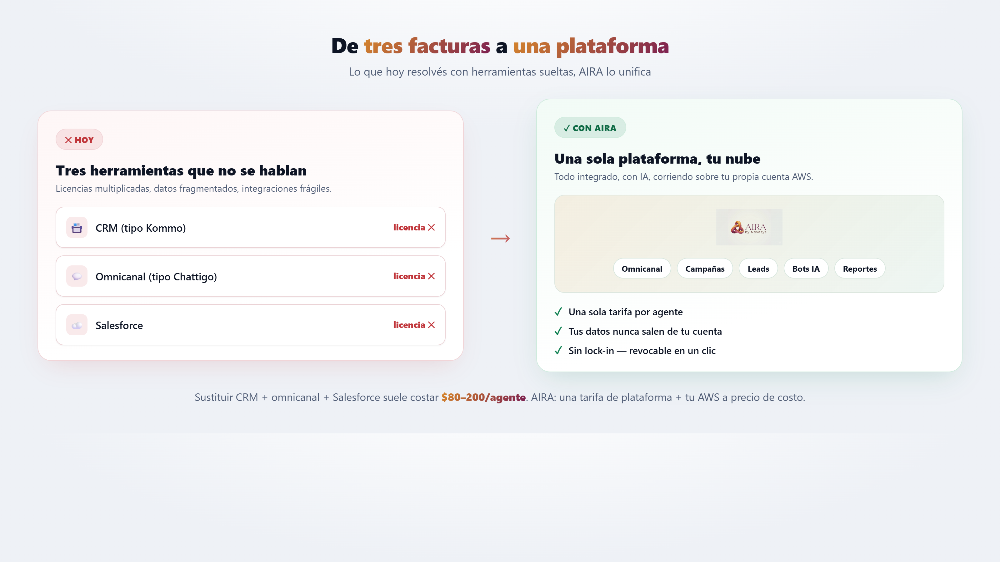 De tres facturas a una plataforma
Lo que hoy resolvés con herramientas sueltas, AIRA lo unifica
✕ HOY
Tres herramientas que no se hablan
Licencias multiplicadas, datos fragmentados, integraciones frágiles.
CRM (tipo Kommo)
licencia ✕
Omnicanal (tipo Chattigo)
licencia ✕
Salesforce
licencia ✕
→
✓ CON AIRA
Una sola plataforma, tu nube
Todo integrado, con IA, corriendo sobre tu propia cuenta AWS.
AIRA
by Novasys
Omnicanal
Campañas
Leads
Bots IA
Reportes
✓ Una sola tarifa por agente
✓ Tus datos nunca salen de tu cuenta
✓ Sin lock-in — revocable en un clic
Sustituir CRM + omnicanal + Salesforce suele costar $80–200/agente. AIRA: una tarifa de plataforma + tu AWS a precio de costo.